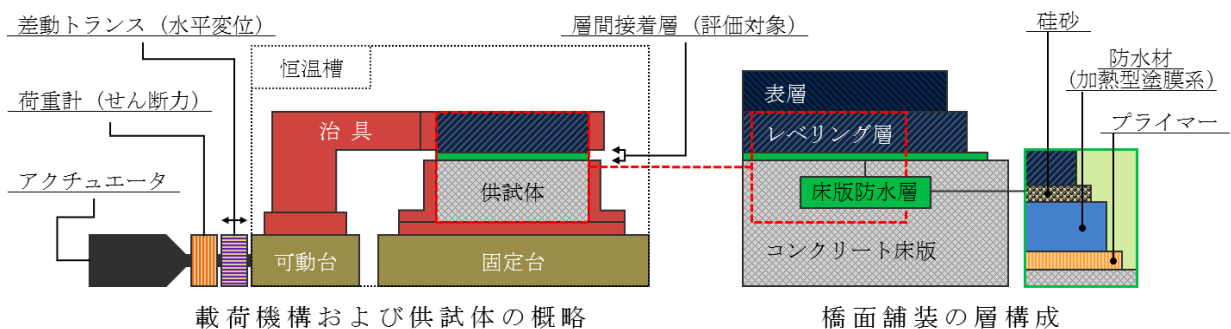 差動トランス（水平変位）
荷重計（せん断力）
アクチュエータ
恒温槽
層間接着層（評価対象）
治具
供試体
可動台
固定台
載荷機構および供試体の概略
表層
レベリング層
床版防水層
コンクリート床版
硅砂
防水材
(加熱型塗膜系)
プライマー
橋面舗装の層構成